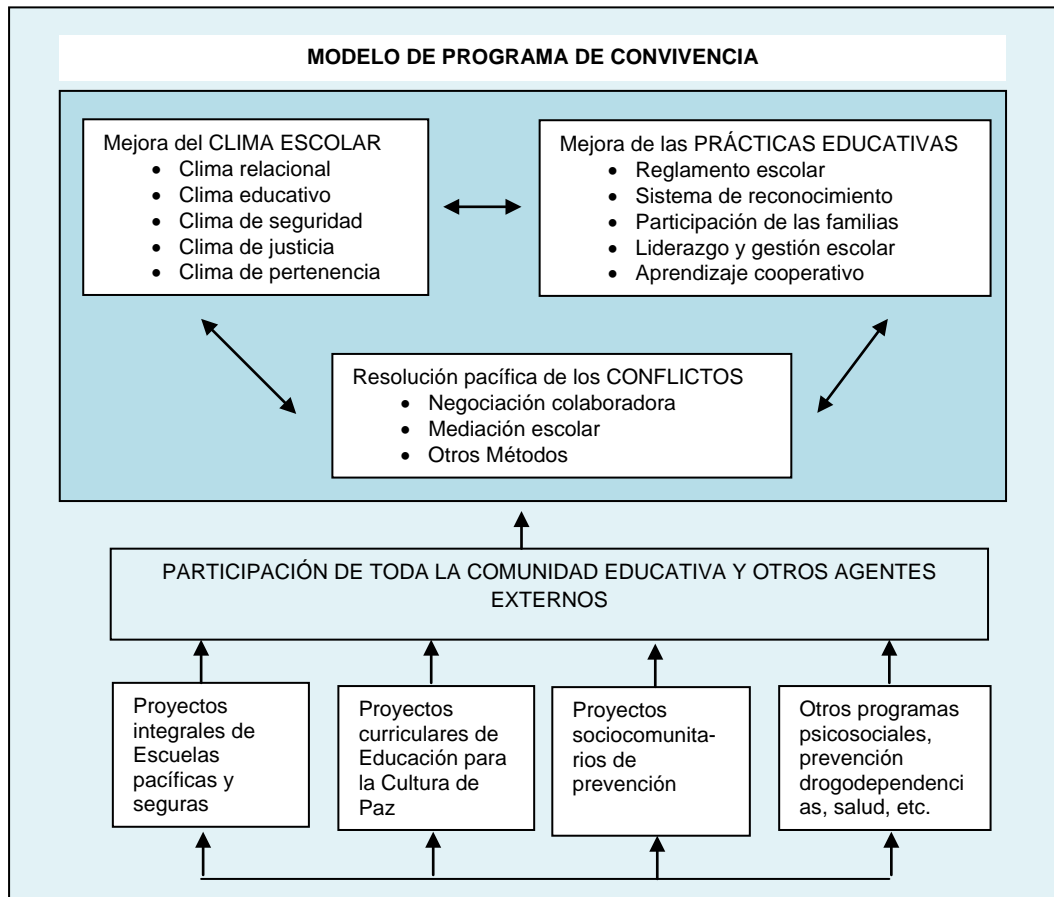 MODELO DE PROGRAMA DE CONVIVENCIA
Mejora del CLIMA ESCOLAR
• Clima relacional
• Clima educativo
• Clima de seguridad
• Clima de justicia
• Clima de pertenencia
Mejora de las PRÁCTICAS EDUCATIVAS
• Reglamento escolar
• Sistema de reconocimiento
• Participación de las familias
• Liderazgo y gestión escolar
• Aprendizaje cooperativo
Resolución pacífica de los CONFLICTOS
• Negociación colaboradora
• Mediación escolar
• Otros Métodos
PARTICIPACIÓN DE TODA LA COMUNIDAD EDUCATIVA Y OTROS AGENTES
EXTERNOS
Proyectos
integrales de
Escuelas
pacíficas y
seguras
Proyectos
curriculares de
Educación para
la Cultura de
Paz
Proyectos
sociocomunita-
rios de
prevención
Otros programas
psicosociales,
prevención
drogodependenci
as, salud, etc.